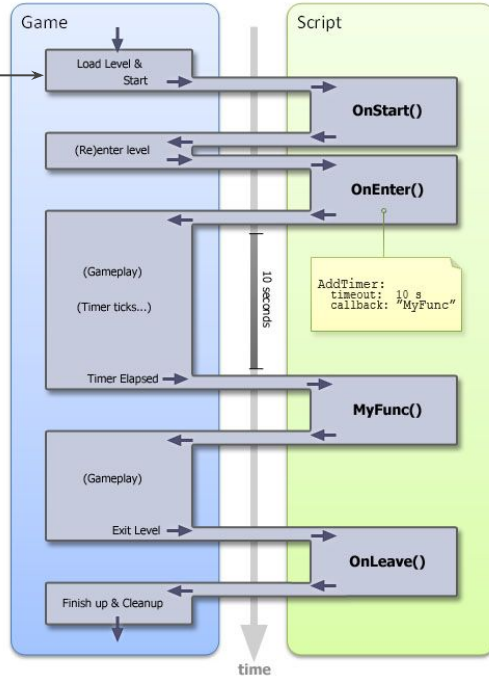 Game
Script
Load Level &
Start
OnStart()
(Re)enter level
OnEnter()
(Gameplay)
(Timer ticks...)
10 seconds
AddTimer:
timeout: 10 s
callback: "MyFunc"
Timer Elapsed
MyFunc()
(Gameplay)
Exit Level
OnLeave()
Finish up & Cleanup
time